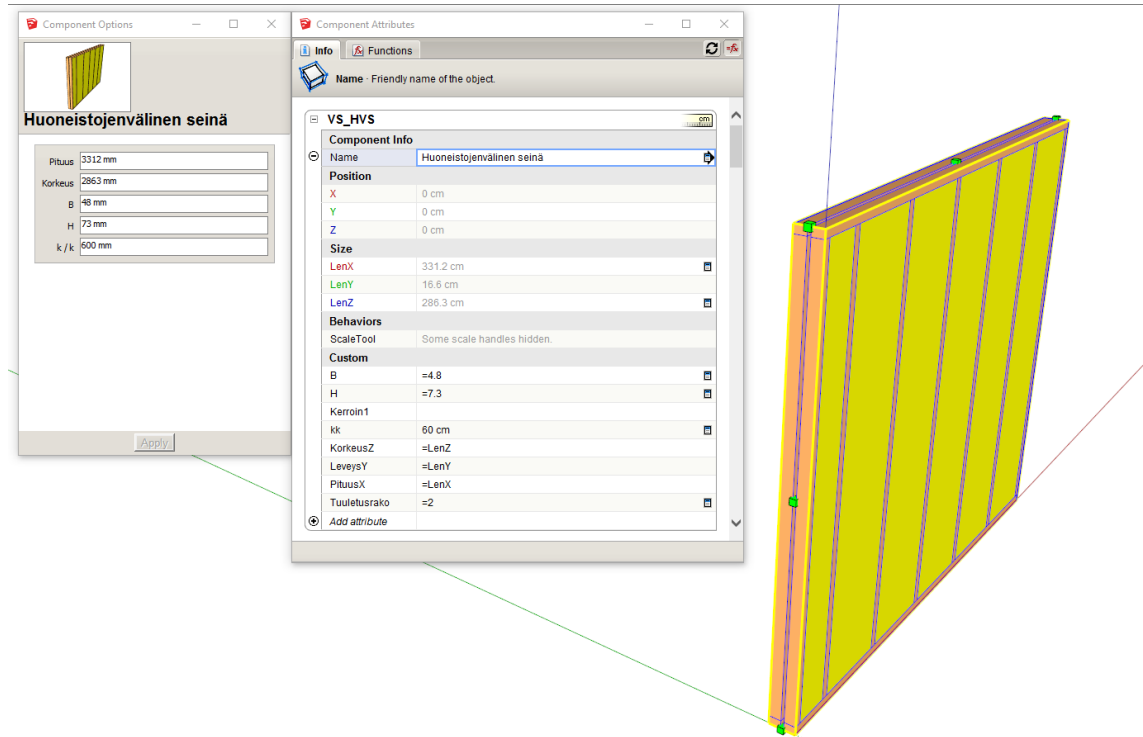 Component Options
Huoneistojenvälinen seinä
Pituus 3312 mm
Korkeus 2863 mm
B 48 mm
H 73 mm
k / k 600 mm
Apply
Component Attributes
Info Functions
Name · Friendly name of the object.
VS_HVS cm
Component Info
Name Huoneistojenvälinen seinä
Position
X 0 cm
Y 0 cm
Z 0 cm
Size
LenX 331.2 cm
LenY 16.6 cm
LenZ 286.3 cm
Behaviors
ScaleTool Some scale handles hidden.
Custom
B =4.8
H =7.3
Kerroin1
kk 60 cm
KorkeusZ =LenZ
LeveysY =LenY
PituusX =LenX
Tuuletusrako =2
Add attribute